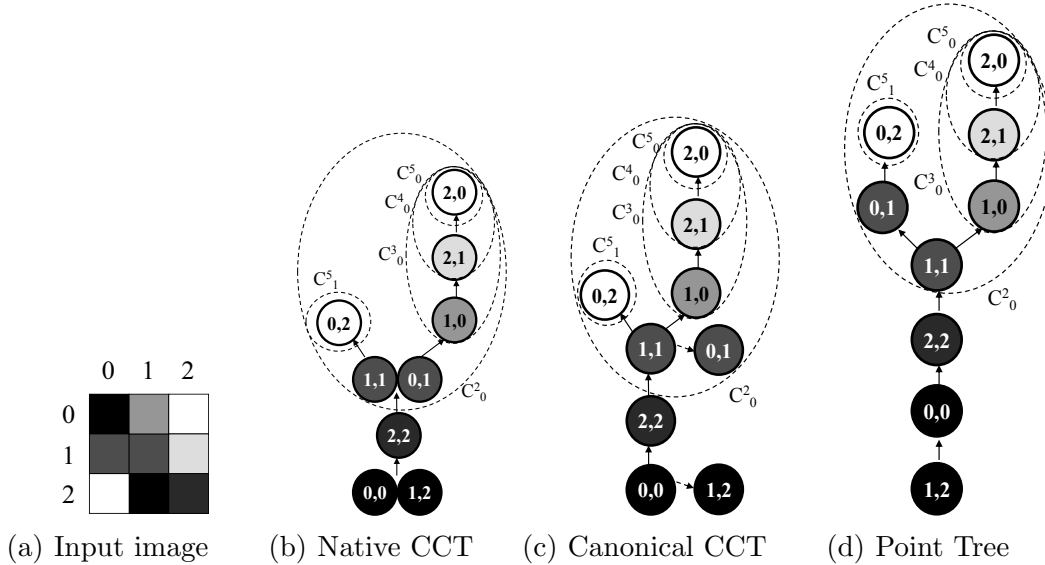 0 1 2
0
1
2
(a) Input image
C⁵₀
C⁴₀
C³₀
C⁵₁
C²₀
2,0
2,1
1,0
0,2
1,1 0,1
2,2
0,0 1,2
(b) Native CCT
C⁵₀
C⁴₀
C³₀
C⁵₁
C²₀
2,0
2,1
1,0
0,2
1,1 0,1
2,2
0,0 1,2
(c) Canonical CCT
C⁵₀
C⁴₀
C⁵₁
C³₀
C²₀
2,0
0,2 2,1
0,1 1,0
1,1
2,2
0,0
1,2
(d) Point Tree